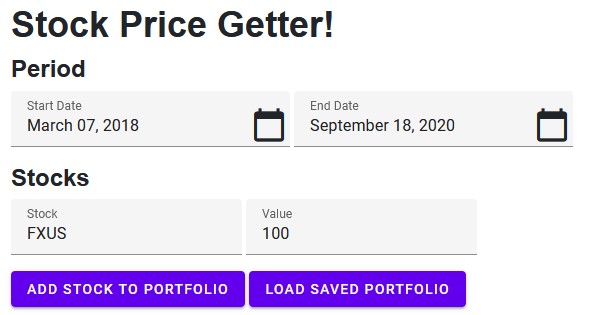 Stock Price Getter!
Period
Start Date End Date
March 07, 2018 September 18, 2020
Stocks
Stock Value
FXUS 100
ADD STOCK TO PORTFOLIO LOAD SAVED PORTFOLIO